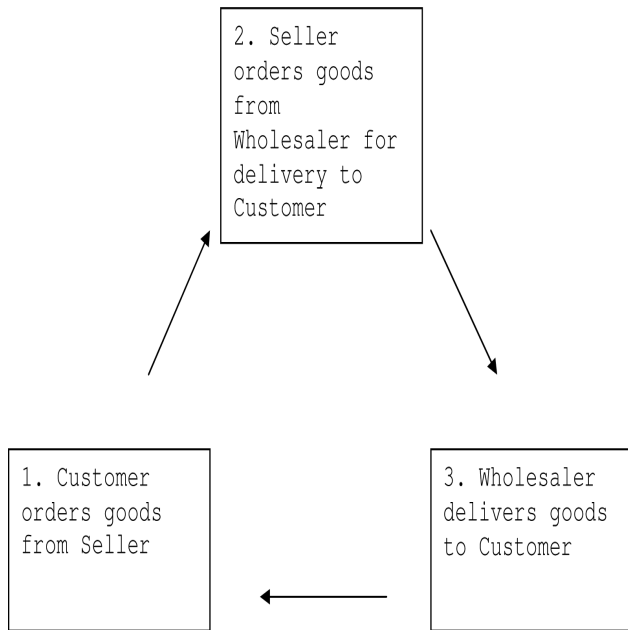 2. Seller
orders goods
from
Wholesaler for
delivery to
Customer
1. Customer
orders goods
from Seller
3. Wholesaler
delivers goods
to Customer